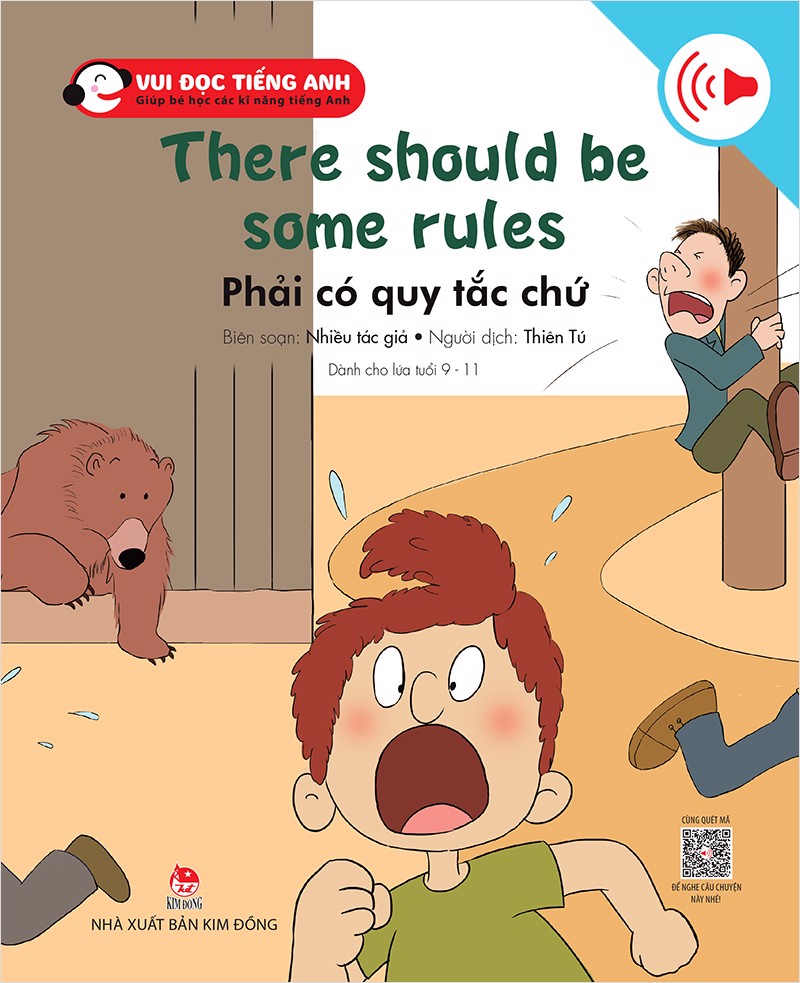 VUI ĐỌC TIẾNG ANH
Giúp bé học các kĩ năng tiếng Anh
There should be
some rules
Phải có quy tắc chứ
Biên soạn: Nhiều tác giả • Người dịch: Thiên Tú
Dành cho lứa tuổi 9 - 11
CÙNG QUÉT MÃ
ĐỂ NGHE CÂU CHUYỆN
NÀY NHÉ!
KIM ĐỒNG
NHÀ XUẤT BẢN KIM ĐỒNG